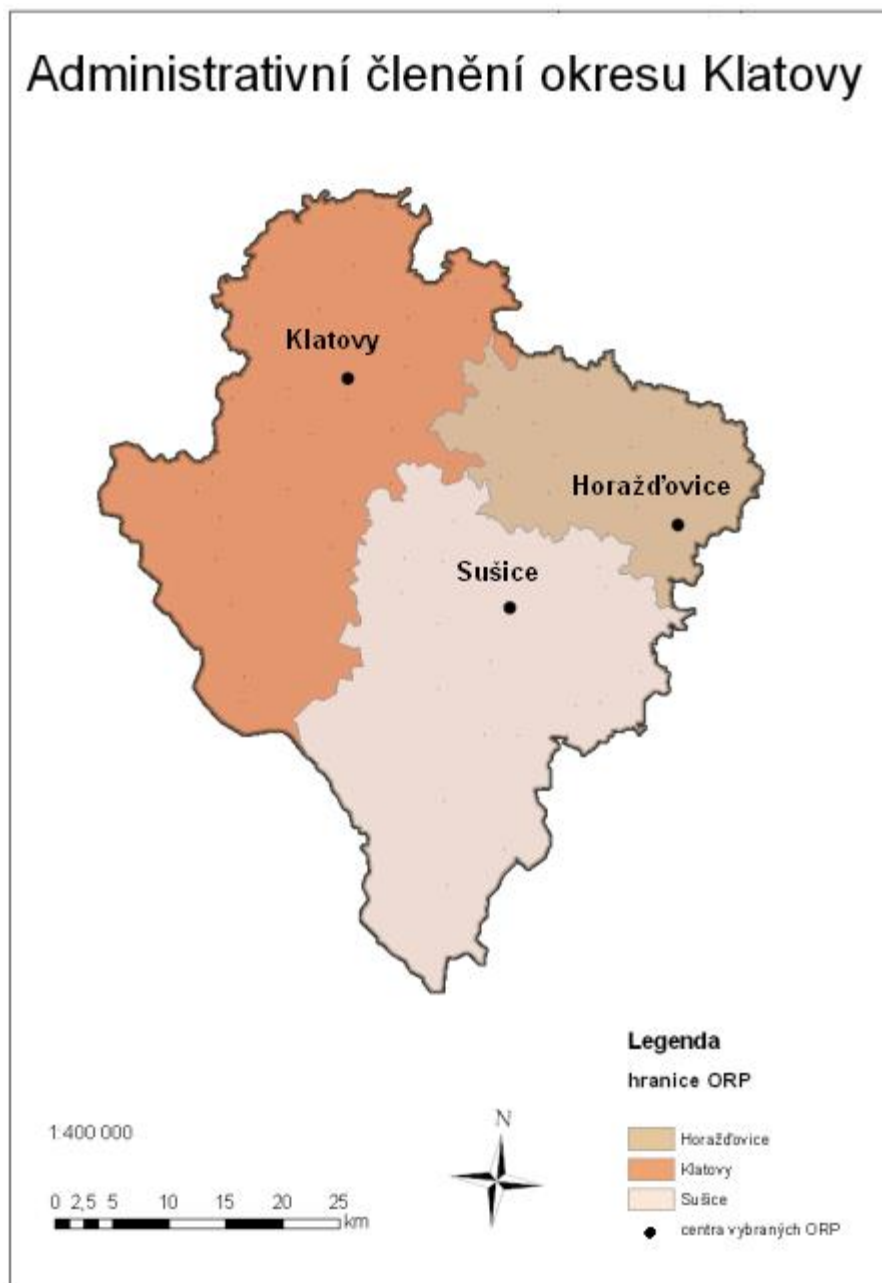 Administrativní členění okresu Klatovy
Klatovy
Horažďovice
Sušice
Legenda
hranice ORP
Horažďovice
Klatovy
Sušice
centra vybraných ORP
1:400 000
N
0 2,5 5 10 15 20 25
km